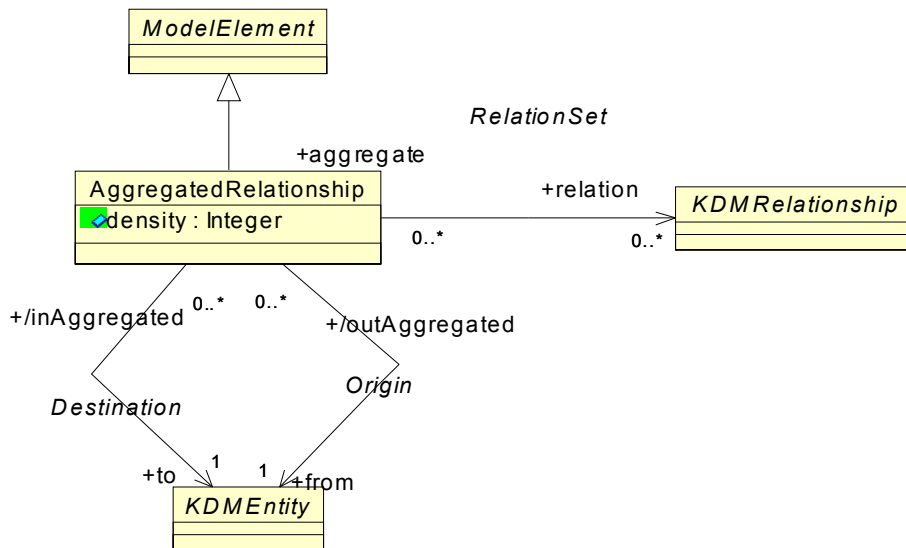 ModelElement
RelationSet
+aggregate
AggregatedRelationship
+relation
KDMRelationship
density : Integer
0..*
0..*
0..*
0..*
+/inAggregated
+/outAggregated
Origin
Destination
1
1
+to
+from
KDMEntity